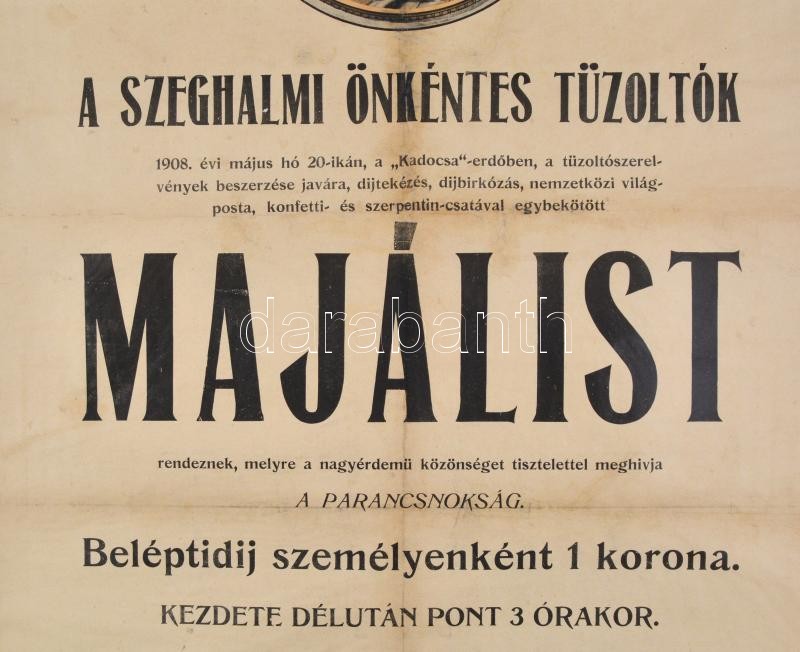 A SZEGHALMI ÖNKÉNTES TÜZOLTÓK
1908. évi május hó 20-ikán, a „Kadocsa“-erdőben, a tüzoltószerel-
vények beszerzése javára, dijtekézés, dijbirkózás, nemzetközi világ-
posta, konfetti- és szerpentin-csatával egybekötött
MAJÁLIST
darabanth
rendeznek, melyre a nagyérdemü közönséget tisztelettel meghivja
A PARANCSNOKSÁG.
Beléptidij személyenként 1 korona.
KEZDETE DÉLUTÁN PONT 3 ÓRAKOR.